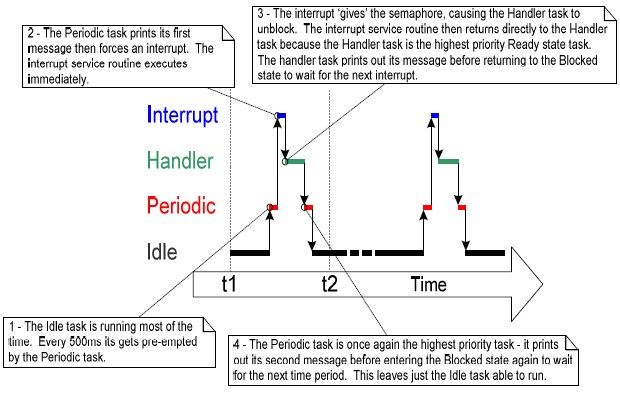 2 - The Periodic task prints its first
message then forces an interrupt.  The
interrupt service routine executes
immediately.
3 - The interrupt 'gives' the semaphore, causing the Handler task to
unblock.  The interrupt service routine then returns directly to the Handler
task because the Handler task is the highest priority Ready state task.
The handler task prints out its message before returning to the Blocked
state to wait for the next interrupt.
Interrupt
Handler
Periodic
Idle
t1
t2
Time
1 - The Idle task is running most of the
time.  Every 500ms its gets pre-empted
by the Periodic task.
4 - The Periodic task is once again the highest priority task - it prints
out its second message before entering the Blocked state again to wait
for the next time period.  This leaves just the Idle task able to run.